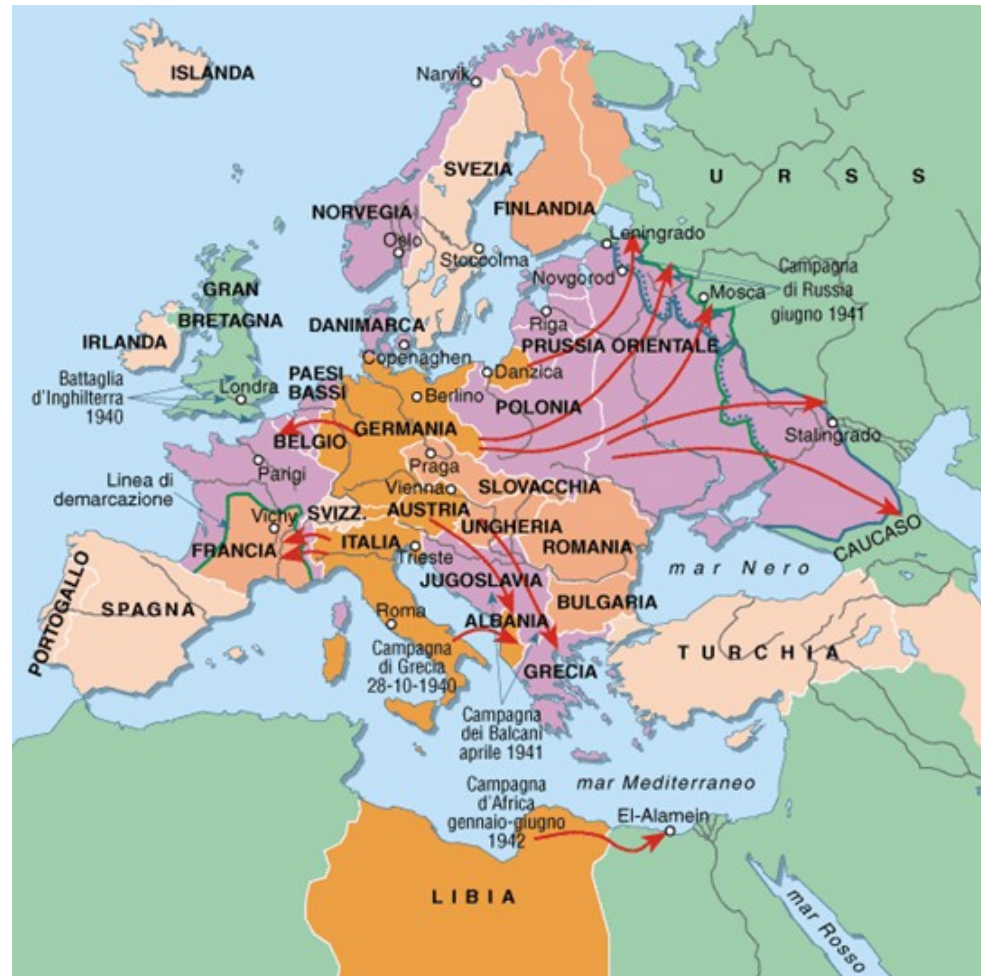 ISLANDA
Narvik
SVEZIA
U R S S
NORVEGIA
FINLANDIA
Oslo
Stoccolma
Leningrado
Novgorod
Campagna
di Russia
giugno 1941
Mosca
GRAN
BRETAGNA
IRLANDA
DANIMARCA
Copenaghen
Riga
PRUSSIA ORIENTALE
Battaglia
d'Inghilterra
1940
Londra
PAESI
BASSI
Danzica
Berlino
POLONIA
BELGIO
GERMANIA
Stalingrado
Parigi
Praga
Linea di
demarcazione
Vienna
SLOVACCHIA
Vichy
SVIZZ.
AUSTRIA
UNGHERIA
CAUCASO
FRANCIA
ITALIA
Trieste
ROMANIA
mar Nero
JUGOSLAVIA
PORTOGALLO
SPAGNA
BULGARIA
Roma
ALBANIA
TURCHIA
Campagna
di Grecia
28-10-1940
GRECIA
Campagna
dei Balcani
aprile 1941
mar Mediterraneo
Campagna
d'Africa
gennaio-giugno
1942
El-Alamein
LIBIA
mar Rosso